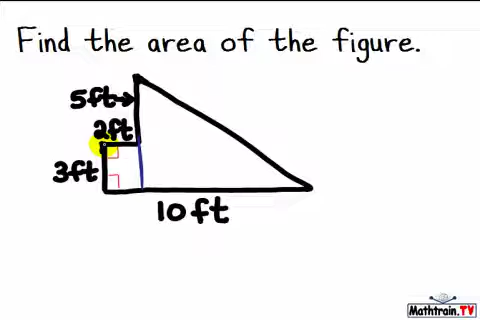 Find the area of the figure.
5ft
2ft
3ft
10ft
Mathtrain.TV